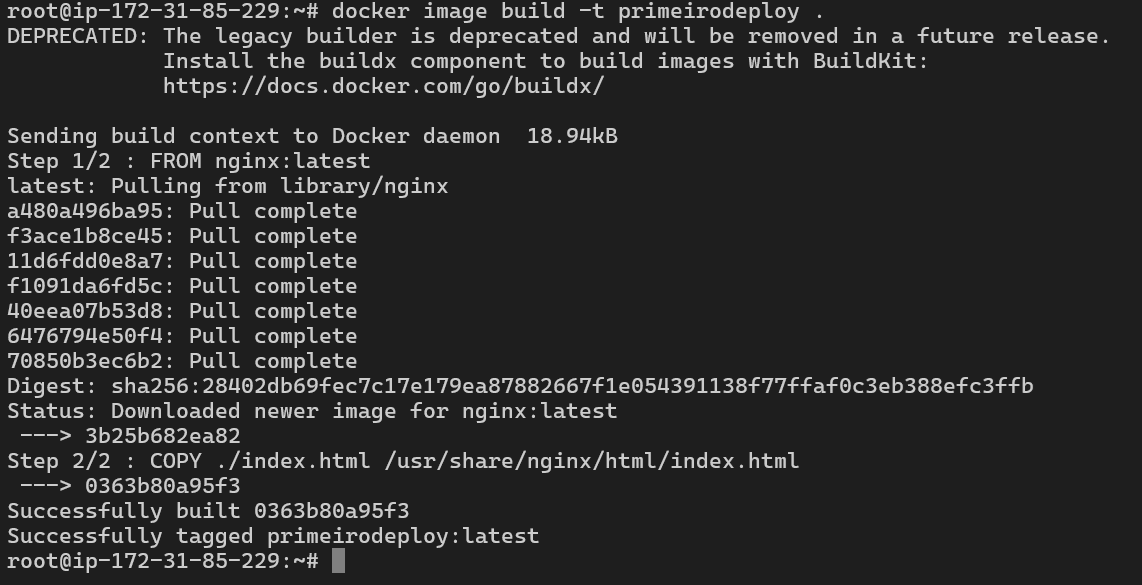 root@ip-172-31-85-229:~# docker image build -t primeirodeploy .
DEPRECATED: The legacy builder is deprecated and will be removed in a future release.
            Install the buildx component to build images with BuildKit:
            https://docs.docker.com/go/buildx/

Sending build context to Docker daemon  18.94kB
Step 1/2 : FROM nginx:latest
latest: Pulling from library/nginx
a480a496ba95: Pull complete
f3ace1b8ce45: Pull complete
11d6fdd0e8a7: Pull complete
f1091da6fd5c: Pull complete
40eea07b53d8: Pull complete
6476794e50f4: Pull complete
70850b3ec6b2: Pull complete
Digest: sha256:28402db69fec7c17e179ea87882667f1e054391138f77ffaf0c3eb388efc3ffb
Status: Downloaded newer image for nginx:latest
 ---> 3b25b682ea82
Step 2/2 : COPY ./index.html /usr/share/nginx/html/index.html
 ---> 0363b80a95f3
Successfully built 0363b80a95f3
Successfully tagged primeirodeploy:latest
root@ip-172-31-85-229:~#